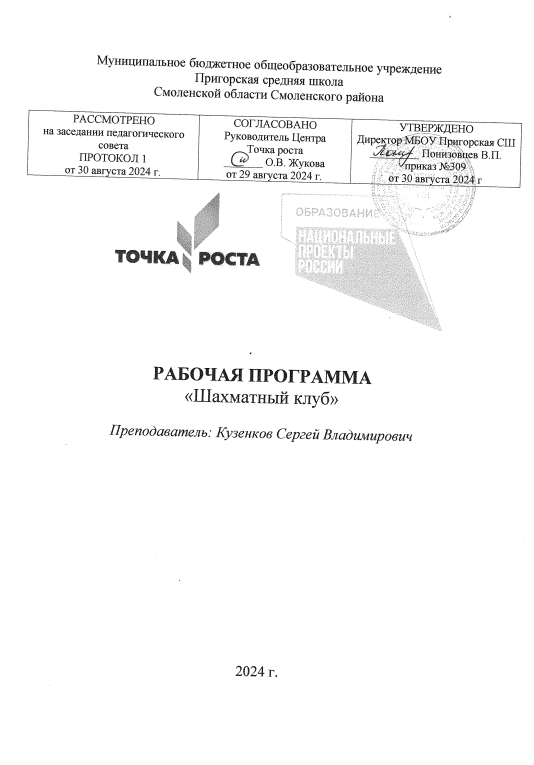 Муниципальное бюджетное общеобразовательное учреждение
Пригорская средняя школа
Смоленской области Смоленского района
РАССМОТРЕНО
на заседании педагогического
совета
ПРОТОКОЛ 1
от 30 августа 2024 г.
СОГЛАСОВАНО
Руководитель Центра
Точка роста
О.В. Жукова
от 29 августа 2024 г.
УТВЕРЖДЕНО
Директор МБОУ Пригорская СШ
Понизовцев В.П.
приказ №309
от 30 августа 2024 г
ТОЧКА РОСТА
ОБРАЗОВАНИЕ
НАЦИОНАЛЬНЫЕ
ПРОЕКТЫ
РОССИИ
РАБОЧАЯ ПРОГРАММА
«Шахматный клуб»
Преподаватель: Кузенков Сергей Владимирович
2024 г.